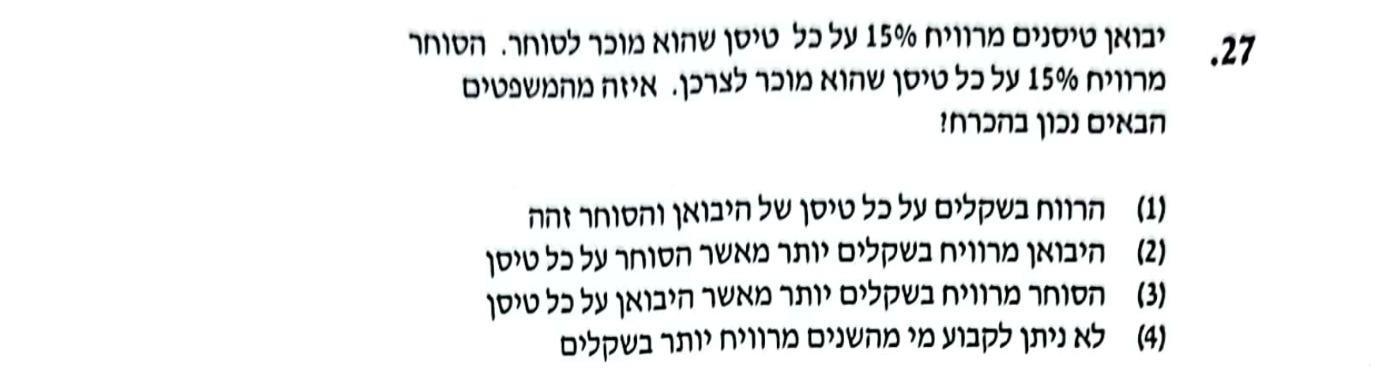 27. יבואן טיסנים מרוויח 15% על כל טיסן שהוא מוכר לסוחר. הסוחר
מרוויח 15% על כל טיסן שהוא מוכר לצרכן. איזה מהמשפטים
הבאים נכון בהכרח?
(1) הרווח בשקלים על כל טיסן של היבואן והסוחר זהה
(2) היבואן מרוויח בשקלים יותר מאשר הסוחר על כל טיסן
(3) הסוחר מרוויח בשקלים יותר מאשר היבואן על כל טיסן
(4) לא ניתן לקבוע מי מהשנים מרוויח יותר בשקלים